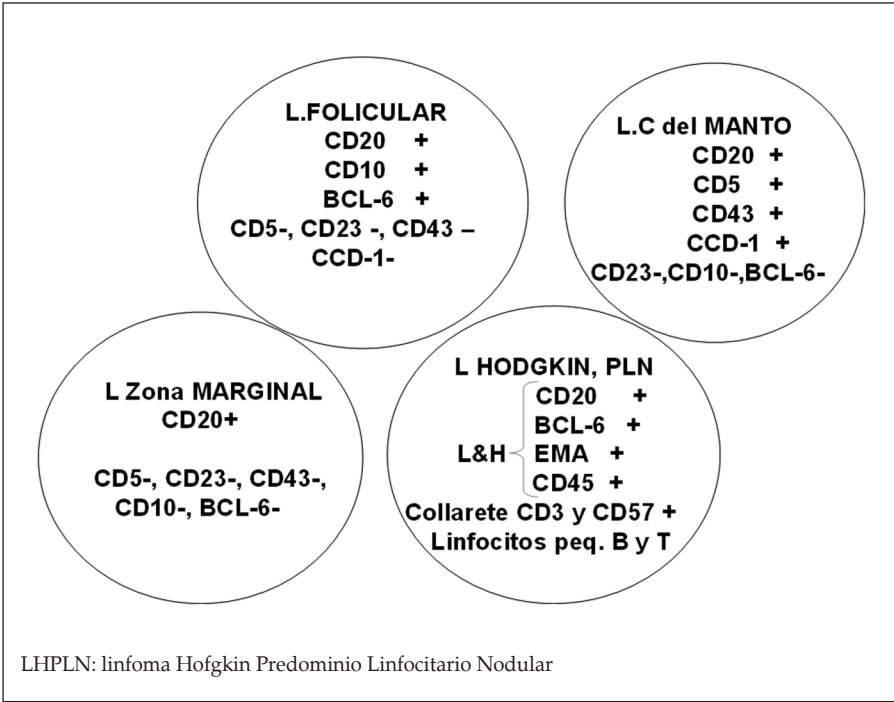 L.FOLICULAR
CD20 +
CD10 +
BCL-6 +
CD5-, CD23 -, CD43 –
CCD-1-
L.C del MANTO
CD20 +
CD5 +
CD43 +
CCD-1 +
CD23-,CD10-,BCL-6-
L Zona MARGINAL
CD20+
CD5-, CD23-, CD43-,
CD10-, BCL-6-
L HODGKIN, PLN
CD20 +
BCL-6 +
L&H EMA +
CD45 +
Collarete CD3 y CD57 +
Linfocitos peq. B y T
LHPLN: linfoma Hofgkin Predominio Linfocitario Nodular